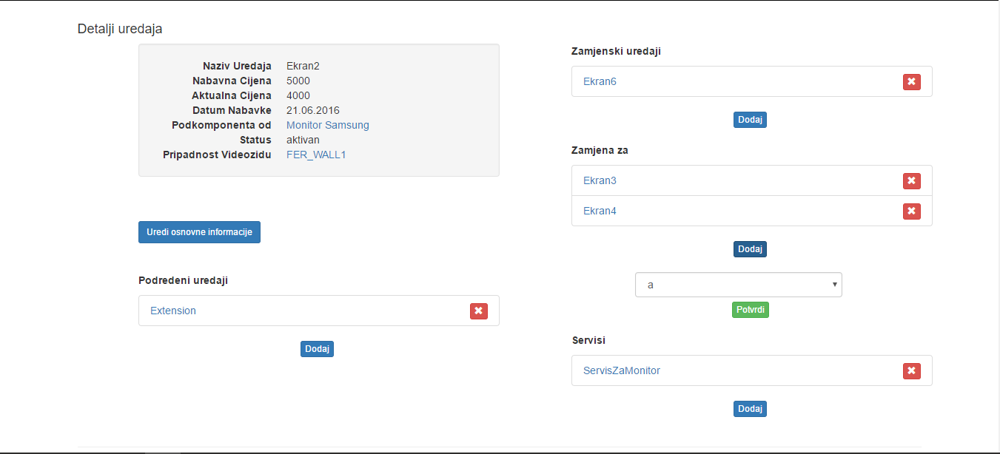 Detalji uredaja
Naziv Uredaja Ekran2
Nabavna Cijena 5000
Aktualna Cijena 4000
Datum Nabavke 21.06.2016
Podkomponenta od Monitor Samsung
Status aktivan
Pripadnost Videozidu FER_WALL1
Uredi osnovne informacije
Podredeni uredaji
Extension
Dodaj
Zamjenski uredaji
Ekran6
Dodaj
Zamjena za
Ekran3
Ekran4
Dodaj
a
Potvrdi
Servisi
ServisZaMonitor
Dodaj